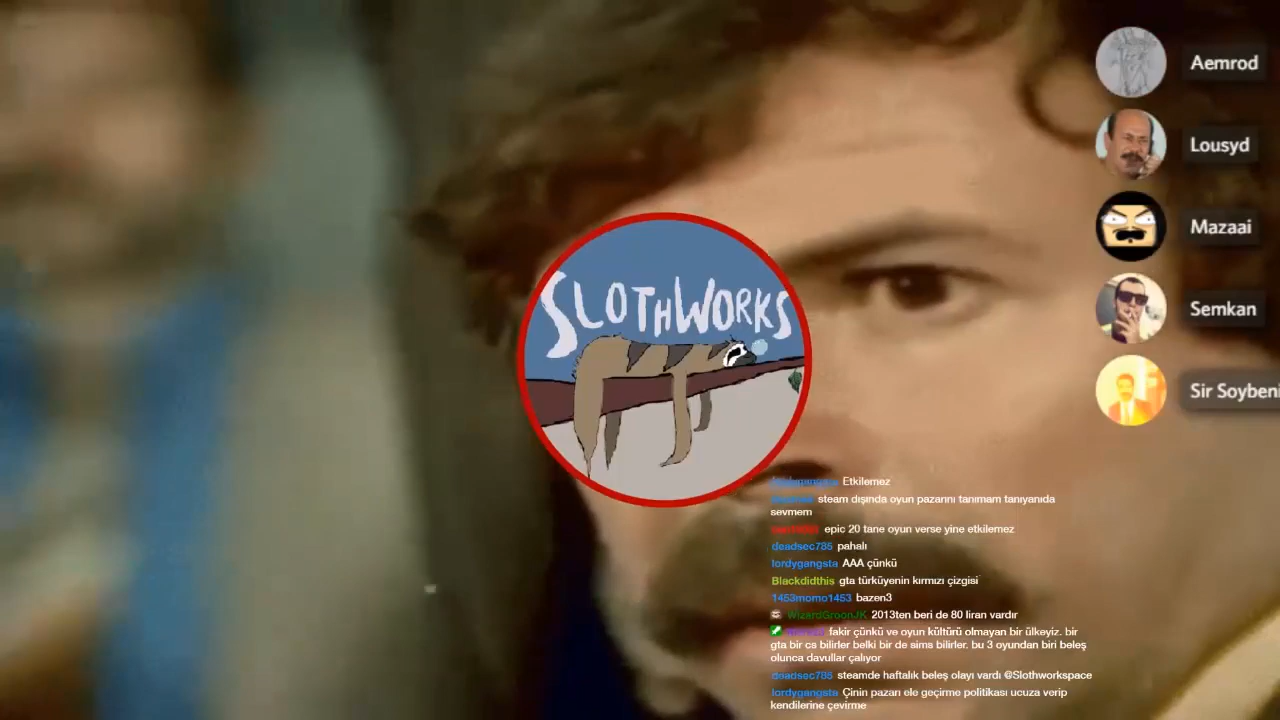 SLOTHWORKS
Aemrod
Lousyd
Mazaai
Semkan
Sir Soybeni
Etkilemez
steam dışında oyun pazarını tanımam tanıyanıda
sevmem
epic 20 tane oyun verse yine etkilemez
deadsec785 pahalı
lordygangsta AAA çünkü
Blackdidthis gta türküyenin kırmızı çizgisi
1453momo1453 bazen3
WizardGroonJK 2013ten beri de 80 liran vardır
fakir çünkü ve oyun kültürü olmayan bir ülkeyiz. bir
gta bir cs bilirler belki bir de sims bilirler. bu 3 oyundan biri beleş
olunca davullar çalıyor
deadsec785 steamde haftalık beleş olayı vardı @Slothworkspace
lordygangsta Çinin pazarı ele geçirme politikası ucuza verip
kendilerine çevirme